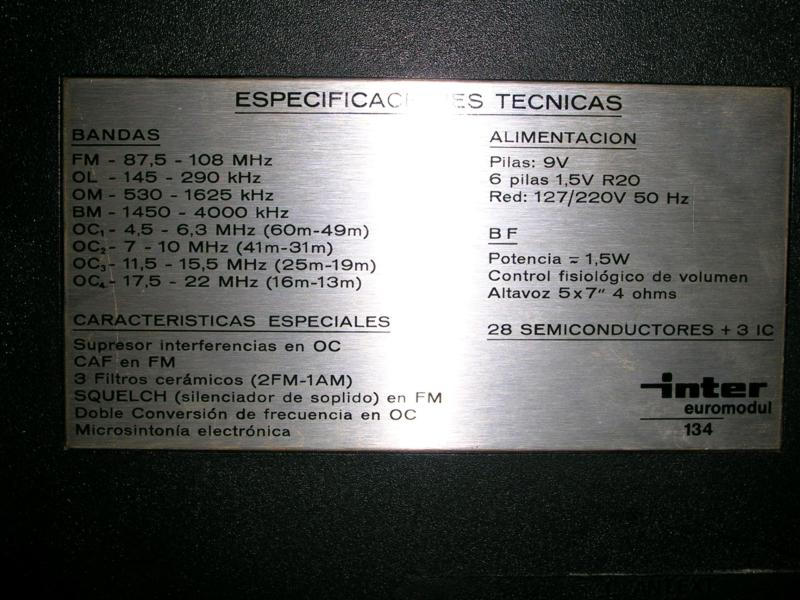 ESPECIFICACIONES TECNICAS
BANDAS
FM - 87,5 - 108 MHz
OL - 145 - 290 kHz
OM - 530 - 1625 kHz
BM - 1450 - 4000 kHz
OC₁ - 4,5 - 6,3 MHz (60m-49m)
OC₂ - 7 - 10 MHz (41m-31m)
OC₃ - 11,5 - 15,5 MHz (25m-19m)
OC₄ - 17,5 - 22 MHz (16m-13m)
CARACTERISTICAS ESPECIALES
Supresor interferencias en OC
CAF en FM
3 Filtros cerámicos (2FM-1AM)
SQUELCH (silenciador de soplido) en FM
Doble Conversión de frecuencia en OC
Microsintonía electrónica
ALIMENTACION
Pilas: 9V
6 pilas 1,5V R20
Red: 127/220V 50 Hz
BF
Potencia ≂ 1,5W
Control fisiológico de volumen
Altavoz 5x7" 4 ohms
28 SEMICONDUCTORES + 3 IC
inter
euromodul
134